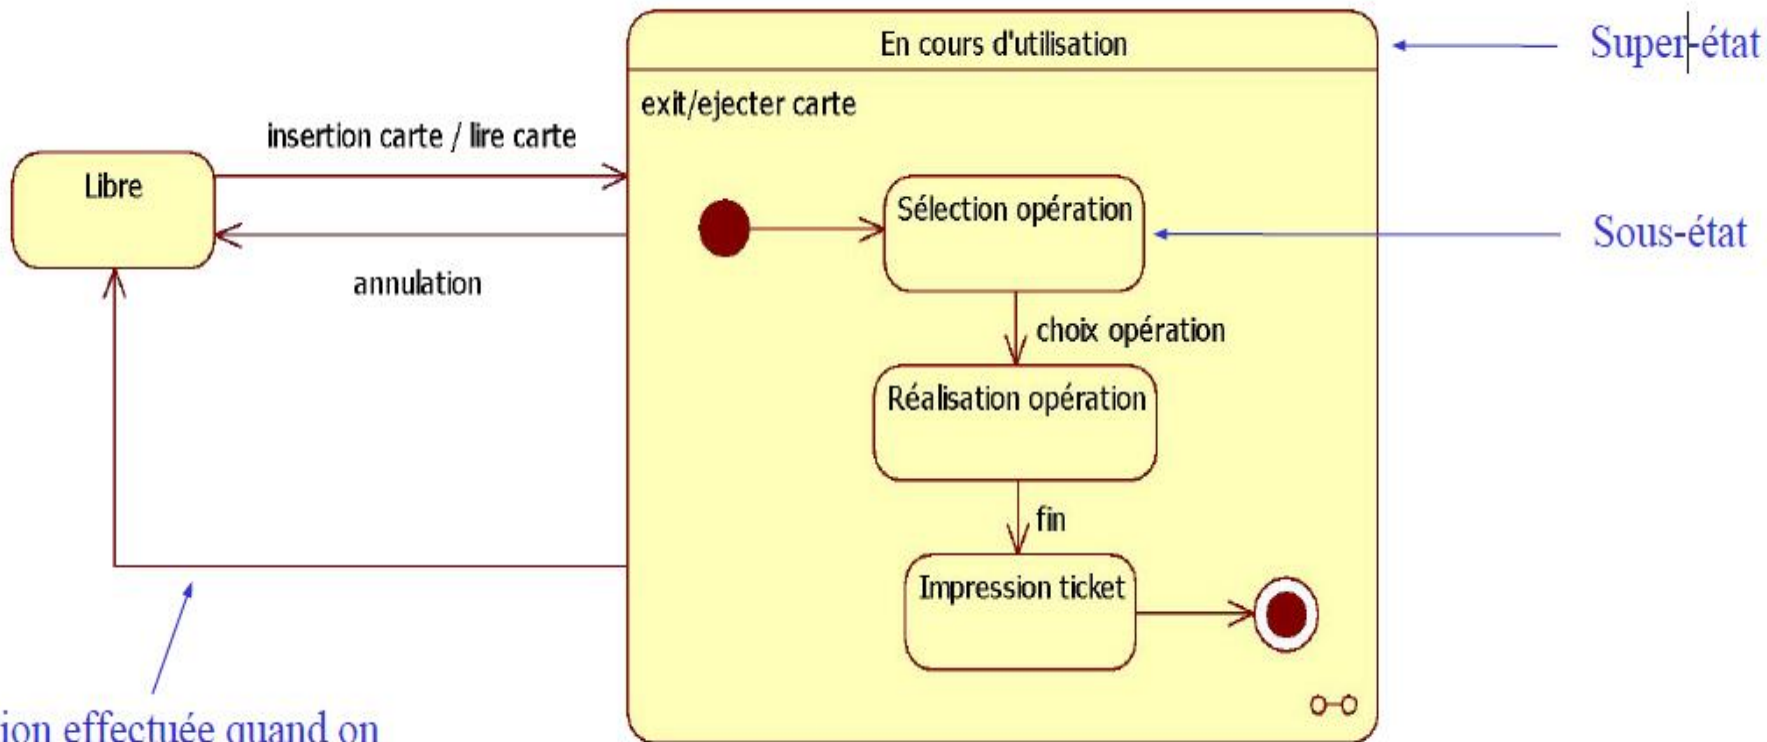 En cours d'utilisation
Super-état
exit/ejecter carte
insertion carte / lire carte
Libre
Sélection opération
Sous-état
annulation
choix opération
Réalisation opération
fin
Impression ticket
effectuée quand on